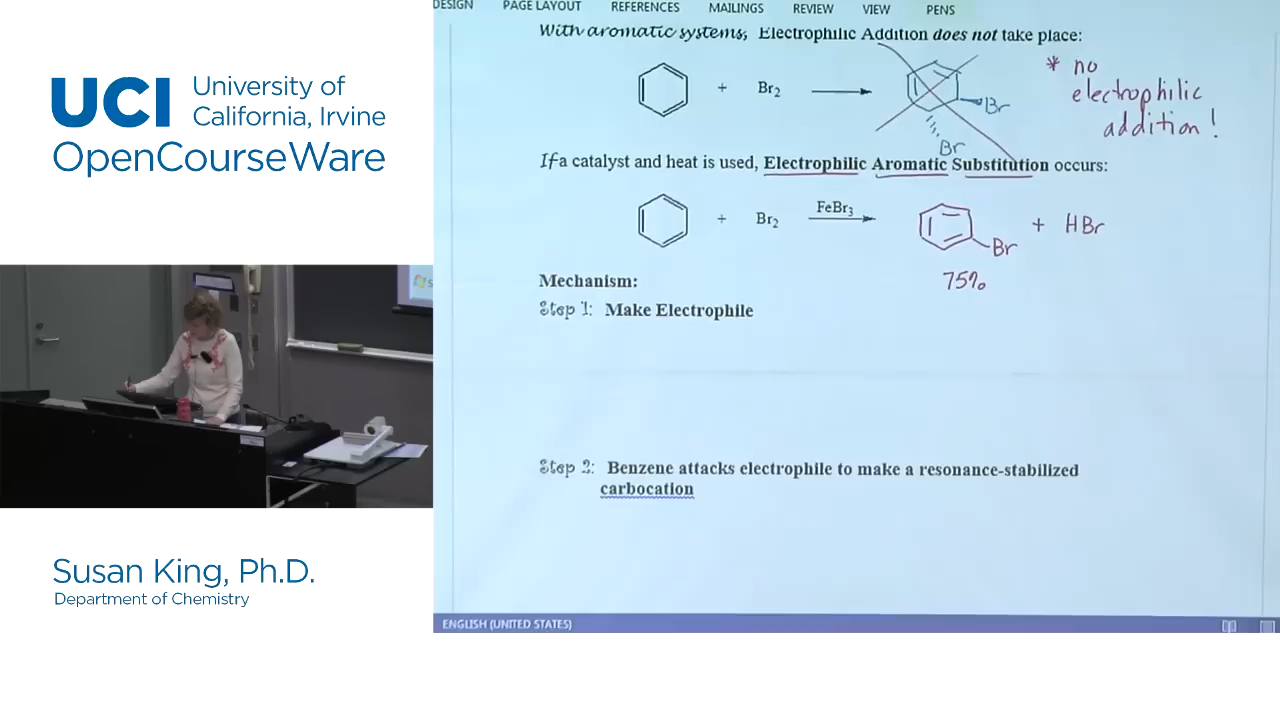 DESIGN PAGE LAYOUT REFERENCES MAILINGS REVIEW VIEW PENS
UCI University of California, Irvine
OpenCourseWare
With aromatic systems, Electrophilic Addition does not take place:
+ Br2
Br
Br
* no
electrophilic
addition!
If a catalyst and heat is used, Electrophilic Aromatic Substitution occurs:
+ Br2 FeBr3 Br + HBr
75%
Mechanism:
Step 1: Make Electrophile
Step 2: Benzene attacks electrophile to make a resonance-stabilized
carbocation
Susan King, Ph.D.
Department of Chemistry
ENGLISH (UNITED STATES)